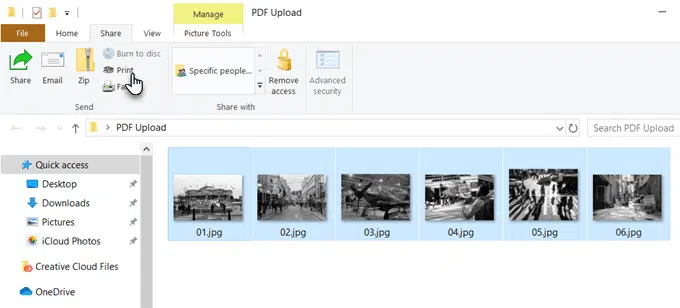 Manage
PDF Upload
File
Home
Share
View
Picture Tools
Share
Email
Zip
Burn to disc
Print
Fa
Send
Specific people...
Share with
Remove
access
Advanced
security
PDF Upload
Search PDF Upload
Quick access
Desktop
Downloads
Pictures
iCloud Photos
Creative Cloud Files
OneDrive
01.jpg
02.jpg
03.jpg
04.jpg
05.jpg
06.jpg